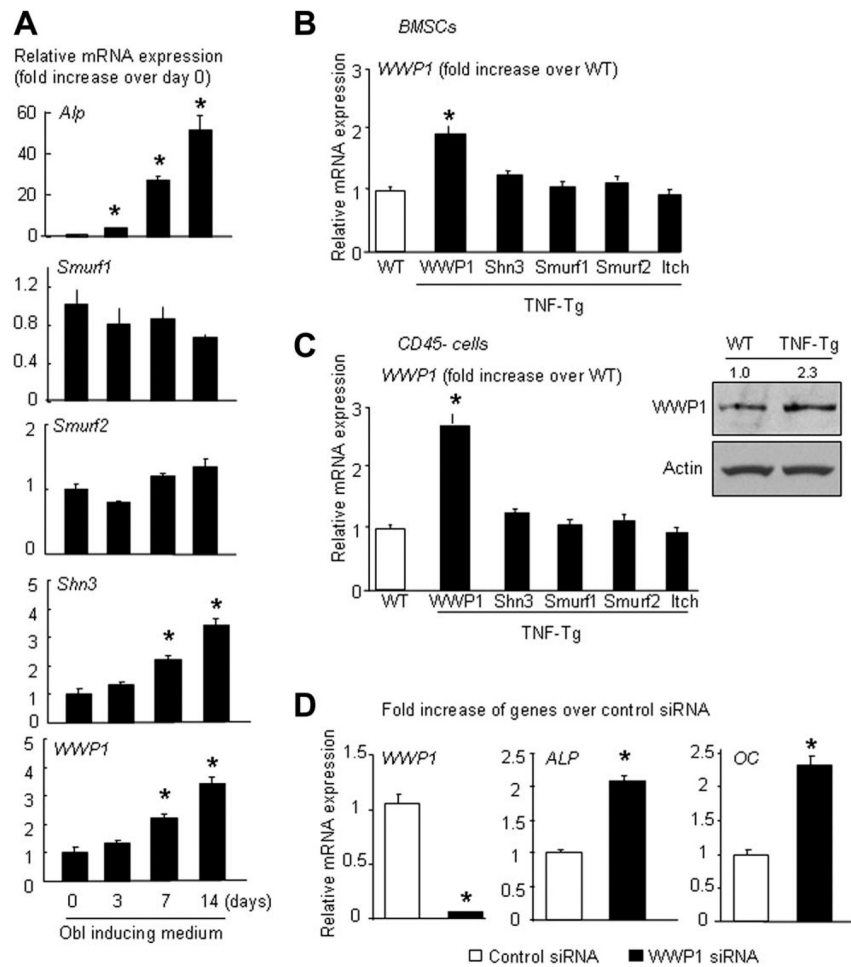 A
Relative mRNA expression
(fold increase over day 0)
Alp
60
40
20
0
*
*
*
Smurf1
1.2
0.8
0.4
0
Smurf2
2
1
0
Shn3
5
4
3
2
1
0
*
*
WWP1
5
4
3
2
1
0
*
*
0 3 7 14 (days)
Obl inducing medium
B
BMSCs
WWP1 (fold increase over WT)
Relative mRNA expression
3
2
1
0
*
WT WWP1 Shn3 Smurf1 Smurf2 Itch
TNF-Tg
C
CD45- cells
WWP1 (fold increase over WT)
Relative mRNA expression
3
2
1
0
*
WT WWP1 Shn3 Smurf1 Smurf2 Itch
TNF-Tg
WT TNF-Tg
1.0 2.3
WWP1
Actin
D
Fold increase of genes over control siRNA
Relative mRNA expression
WWP1
1.5
1
0.5
0
*
ALP
2.5
2
1.5
1
0.5
0
*
OC
2.5
2
1.5
1
0.5
0
*
Control siRNA WWP1 siRNA